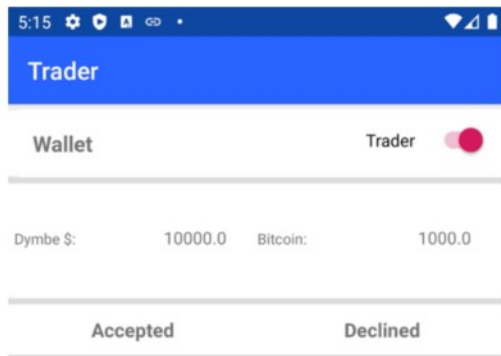 5:15
Trader
Wallet Trader
Dymbe $: 10000.0 Bitcoin: 1000.0
Accepted Declined